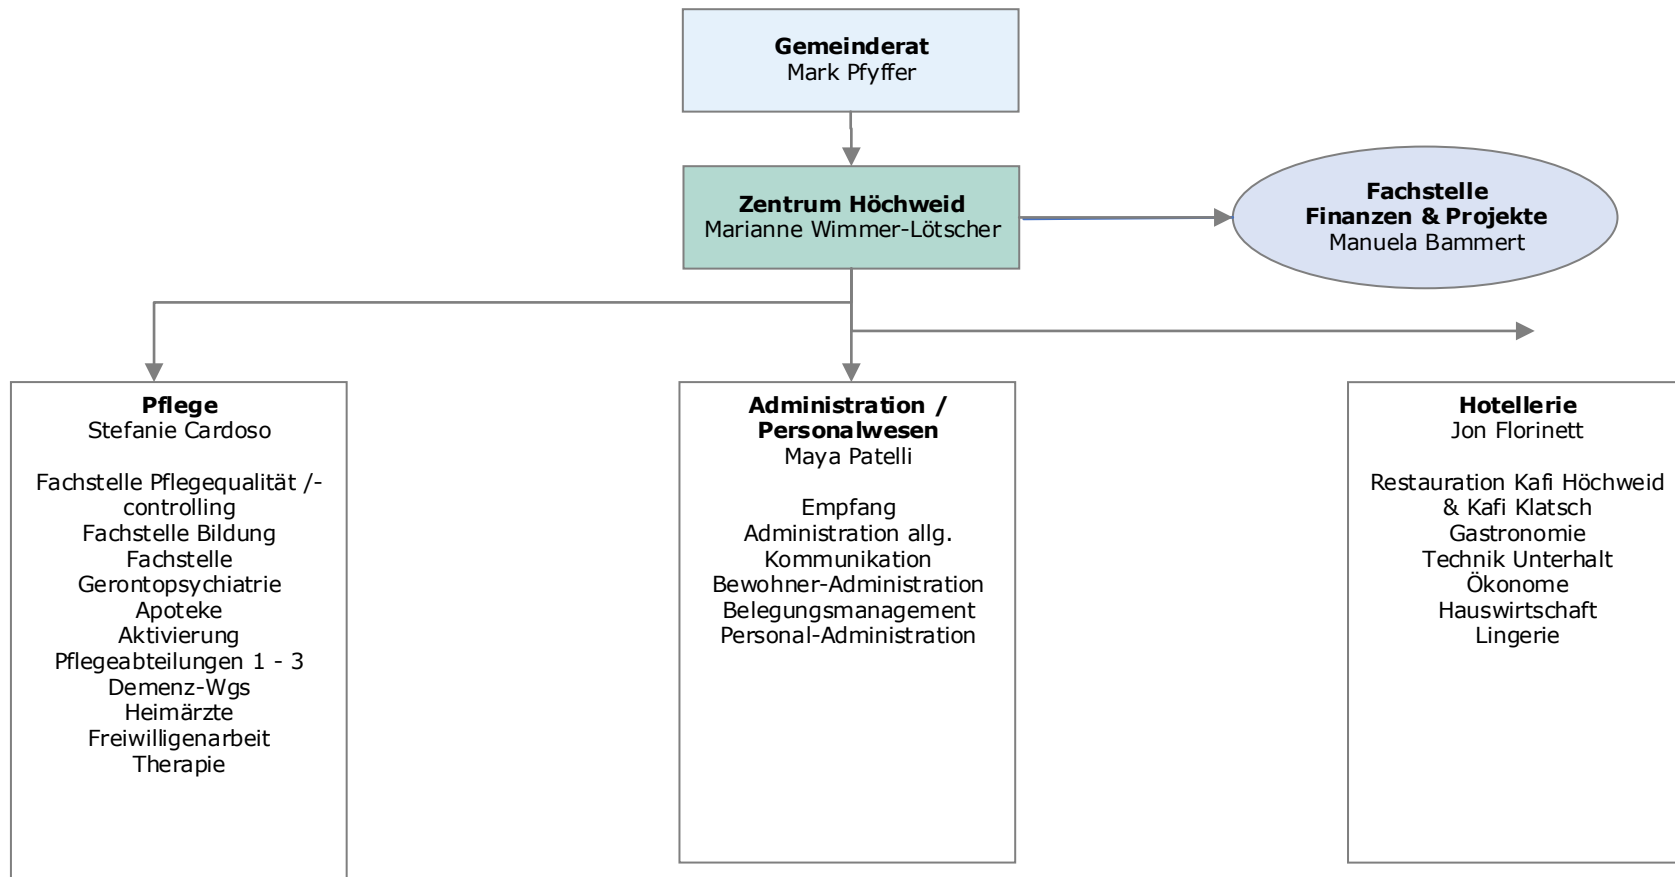 Gemeinderat
Mark Pfyffer
Zentrum Höchweid
Marianne Wimmer-Lötscher
Fachstelle
Finanzen & Projekte
Manuela Bammert
Pflege
Stefanie Cardoso
Fachstelle Pflegequalität /-
controlling
Fachstelle Bildung
Fachstelle
Gerontopsychiatrie
Apoteke
Aktivierung
Pflegeabteilungen 1 - 3
Demenz-Wgs
Heimärzte
Freiwilligenarbeit
Therapie
Administration /
Personalwesen
Maya Patelli
Empfang
Administration allg.
Kommunikation
Bewohner-Administration
Belegungsmanagement
Personal-Administration
Hotellerie
Jon Florinett
Restauration Kafi Höchweid
& Kafi Klatsch
Gastronomie
Technik Unterhalt
Ökonome
Hauswirtschaft
Lingerie